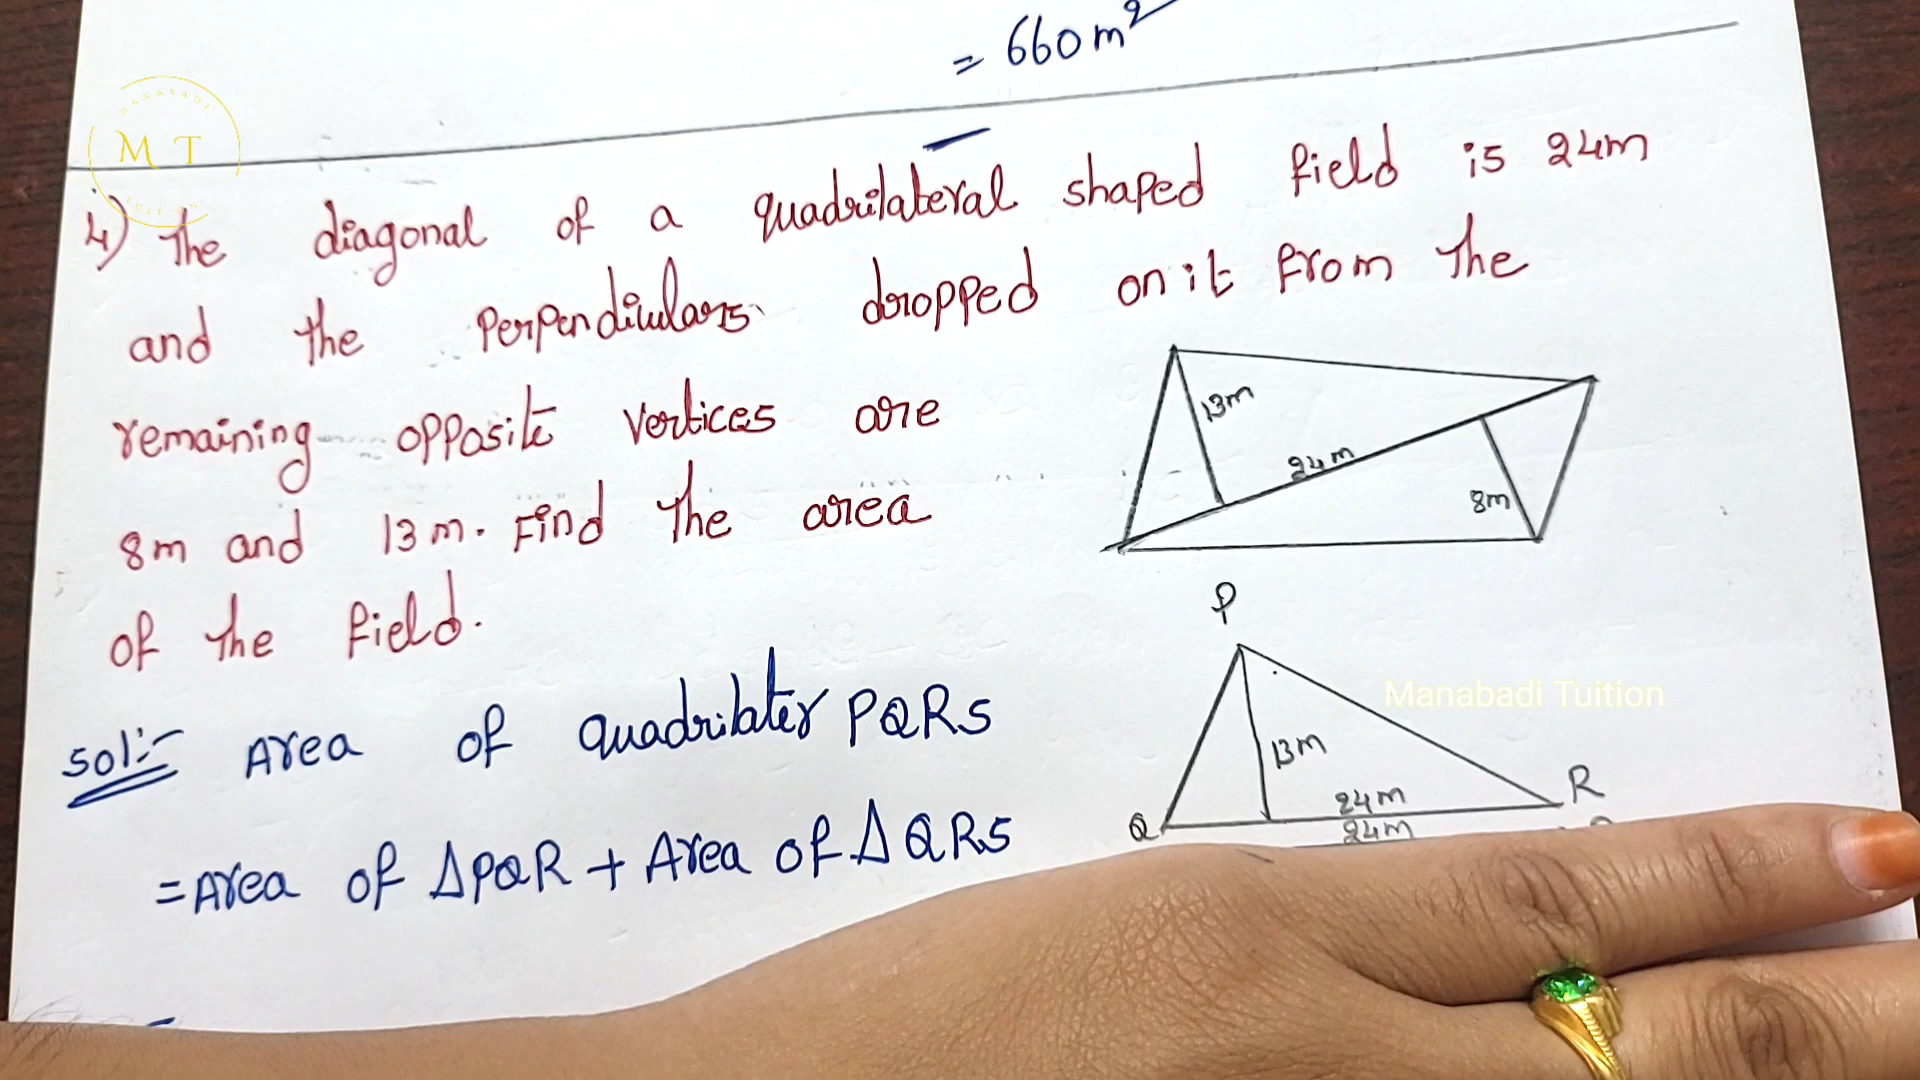 = 660 m²
MANABADI
M T
TUITION
4) The diagonal of a quadrilateral shaped field is 24m
and the perpendiculars dropped on it from the
remaining opposite vertices are
8m and 13m. Find the area
of the field.
13m
24m
8m
Sol:- Area of quadrilater PQRS
= Area of ΔPQR + Area of ΔQRS
P
13m
24m
Q
R
24m
Manabadi Tuition